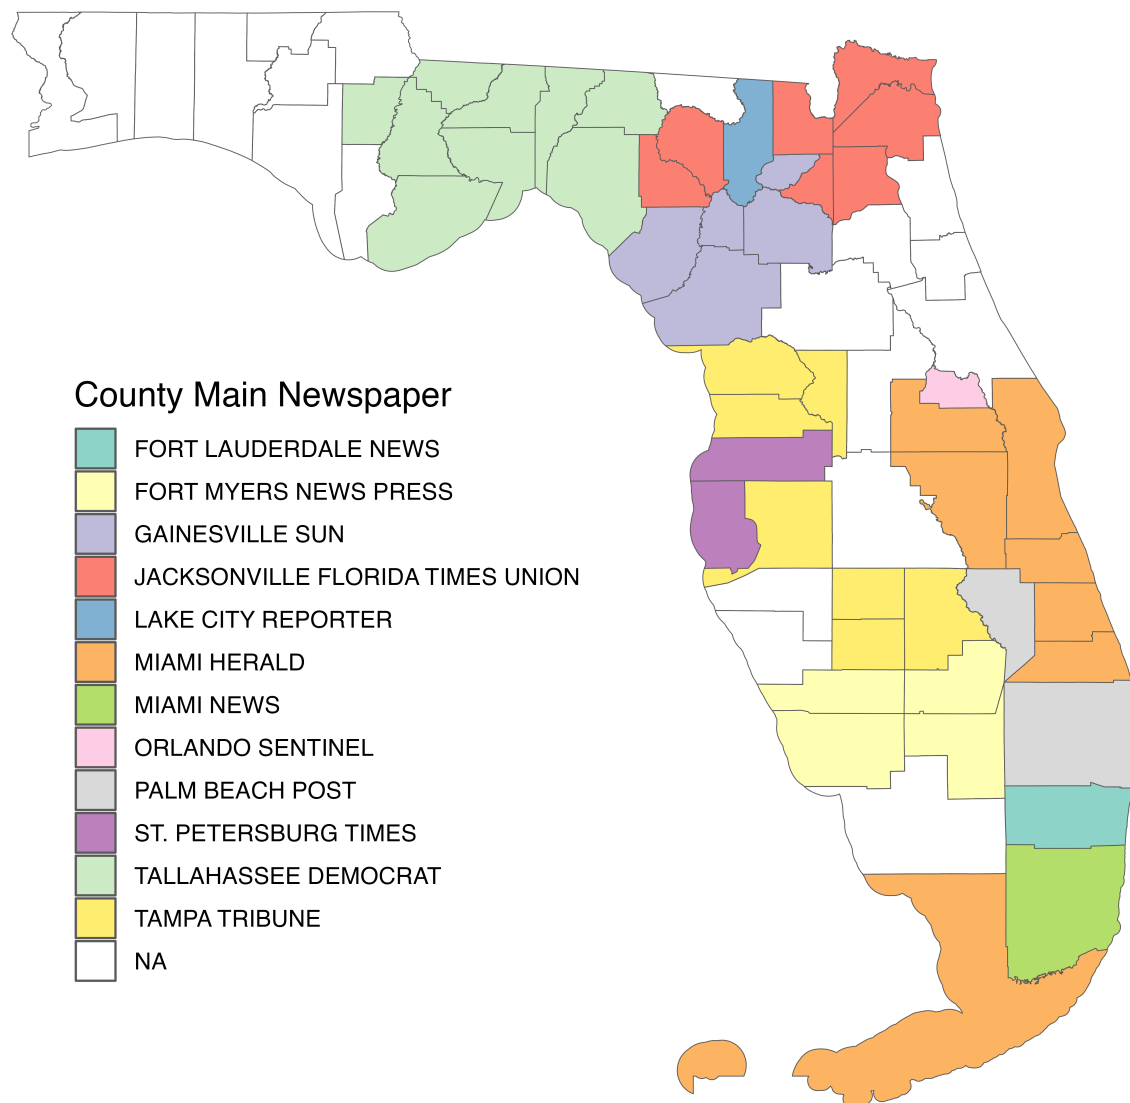 County Main Newspaper
FORT LAUDERDALE NEWS
FORT MYERS NEWS PRESS
GAINESVILLE SUN
JACKSONVILLE FLORIDA TIMES UNION
LAKE CITY REPORTER
MIAMI HERALD
MIAMI NEWS
ORLANDO SENTINEL
PALM BEACH POST
ST. PETERSBURG TIMES
TALLAHASSEE DEMOCRAT
TAMPA TRIBUNE
NA